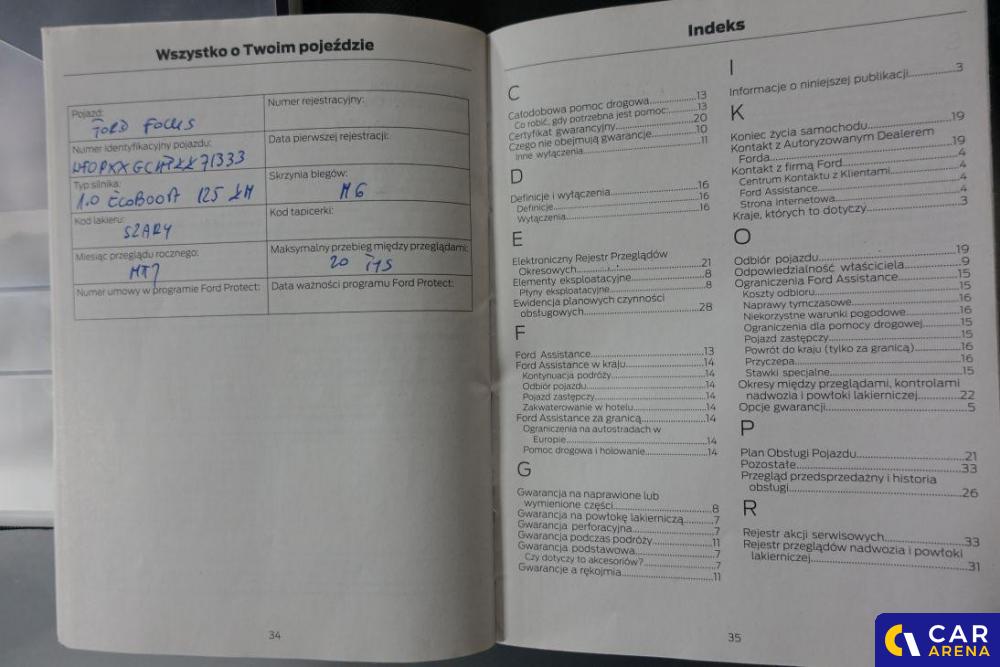 Wszystko o Twoim pojeździe
Pojazd:
Ford Focus
Numer rejestracyjny:
Numer identyfikacyjny pojazdu:
Data pierwszej rejestracji:
Typ silnika:
1.0 EcoBoost 125 KM
Skrzynia biegów:
M6
Kod lakieru:
SZARY
Kod tapicerki:
Miesiąc przeglądu rocznego:
Maksymalny przebieg między przeglądami:
20 tys
Numer umowy w programie Ford Protect:
Data ważności programu Ford Protect:
34
Indeks
C
Całodobowa pomoc drogowa 13
Co robić, gdy potrzebna jest pomoc: 13
Certyfikat gwarancyjny 20
Czego nie obejmują gwarancje 10
Inne wyłączenia 11
D
Definicje i wyłączenia 16
Definicje 16
Wyłączenia 16
E
Elektroniczny Rejestr Przeglądów
Okresowych 21
Elementy eksploatacyjne 8
Płyny eksploatacyjne 8
Ewidencja planowych czynności
obsługowych 28
F
Ford Assistance 13
Ford Assistance w kraju 14
Kontynuacja podróży 14
Odbiór pojazdu 14
Pojazd zastępczy 14
Zakwaterowanie w hotelu 14
Ford Assistance za granicą 14
Ograniczenia na autostradach w
Europie 14
Pomoc drogowa i holowanie 14
G
Gwarancja na naprawione lub
wymienione części 8
Gwarancja na powłokę lakierniczą 7
Gwarancja perforacyjna 7
Gwarancja podczas podróży 11
Gwarancja podstawowa 7
Czy dotyczy to akcesoriów? 7
Gwarancje a rękojmia 11
I
Informacje o niniejszej publikacji 3
K
Koniec życia samochodu 19
Kontakt z Autoryzowanym Dealerem
Forda 19
Kontakt z firmą Ford 4
Centrum Kontaktu z Klientami 4
Ford Assistance 4
Strona internetowa 4
Kraje, których to dotyczy 3
O
Odbiór pojazdu 19
Odpowiedzialność właściciela 9
Ograniczenia Ford Assistance 15
Koszty odbioru 15
Naprawy tymczasowe 16
Niekorzystne warunki pogodowe 16
Ograniczenia dla pomocy drogowej 15
Pojazd zastępczy 15
Powrót do kraju (tylko za granicą) 16
Przyczepa 16
Stawki specjalne 15
Okresy między przeglądami, kontrolami
nadwozia i powłoki lakierniczej 22
Opcje gwarancji 5
P
Plan Obsługi Pojazdu 21
Pozostałe 33
Przegląd przedsprzedażny i historia
obsługi 26
R
Rejestr akcji serwisowych 33
Rejestr przeglądów nadwozia i powłoki
lakierniczej 31
35
CAR
ARENA